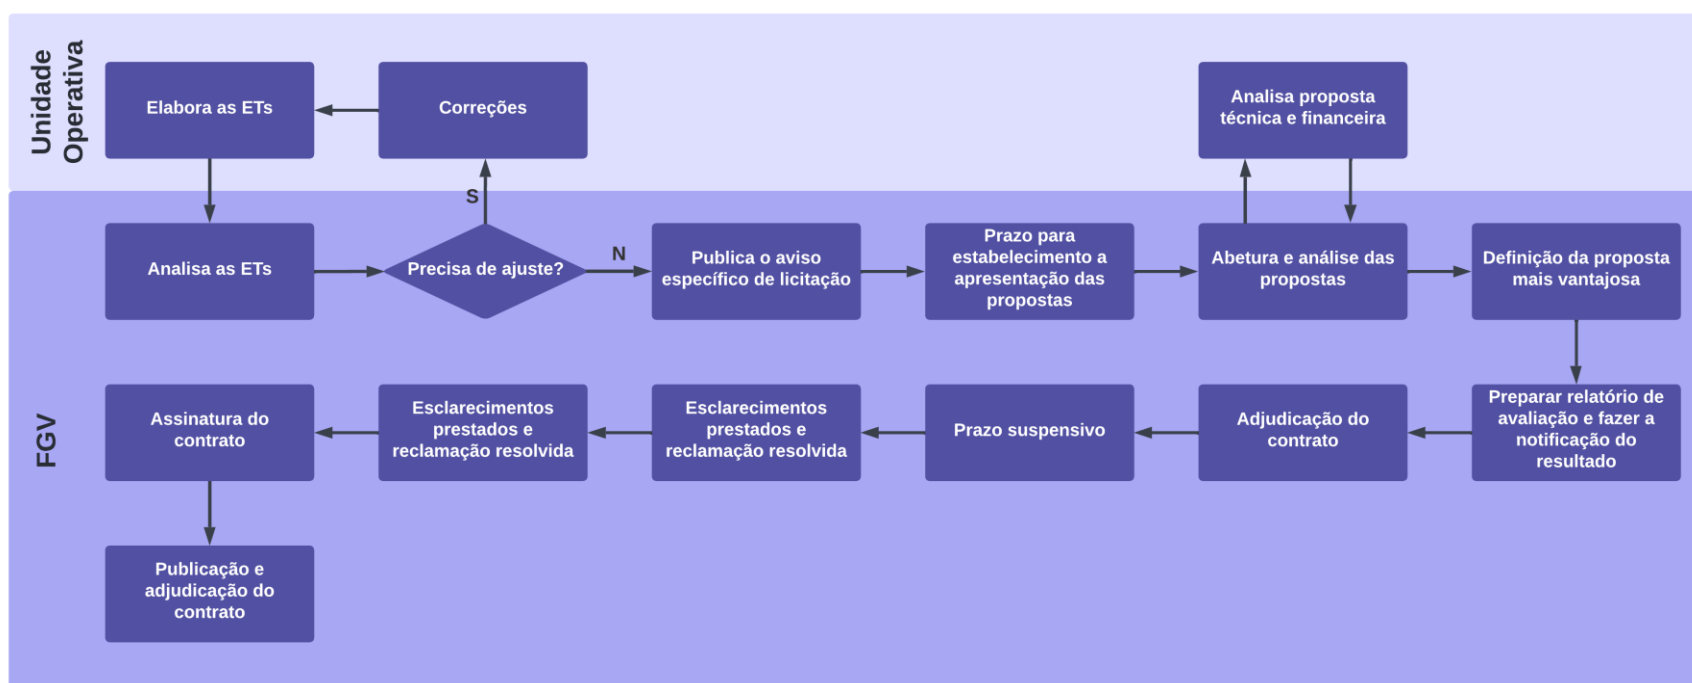 Unidade
Operativa
Elabora as ETs
Correções
Analisa proposta
técnica e financeira
S
FGV
Analisa as ETs
Precisa de ajuste?
N
Publica o aviso
específico de licitação
Prazo para
estabelecimento a
apresentação das
propostas
Abetura e análise das
propostas
Definição da proposta
mais vantajosa
Assinatura do
contrato
Esclarecimentos
prestados e
reclamação resolvida
Esclarecimentos
prestados e
reclamação resolvida
Prazo suspensivo
Adjudicação do
contrato
Preparar relatório de
avaliação e fazer a
notificação do
resultado
Publicação e
adjudicação do
contrato